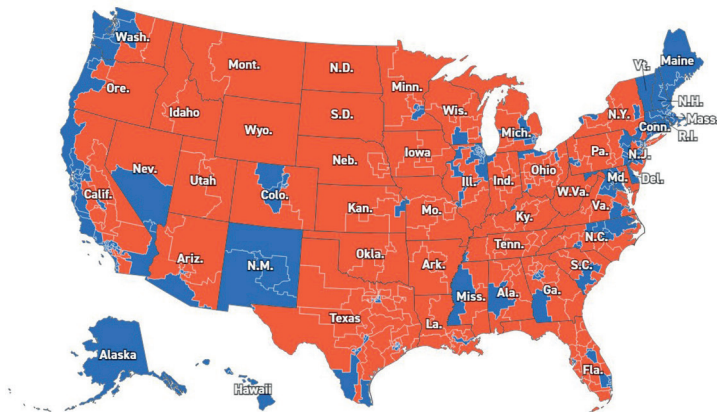 Wash.
Mont.
N.D.
Minn.
Vt.
Maine
Ore.
Idaho
S.D.
Wis.
Mich.
N.Y.
N.H.
Mass.
Conn.
R.I.
Wyo.
Iowa
Pa.
N.J.
Neb.
Ill.
Ind.
Ohio
Md.
Del.
Nev.
Utah
Colo.
Calif.
Kan.
Mo.
W.Va.
Va.
Ky.
N.C.
Tenn.
Ariz.
N.M.
Okla.
Ark.
S.C.
Miss.
Ala.
Ga.
Texas
La.
Alaska
Hawaii
Fla.